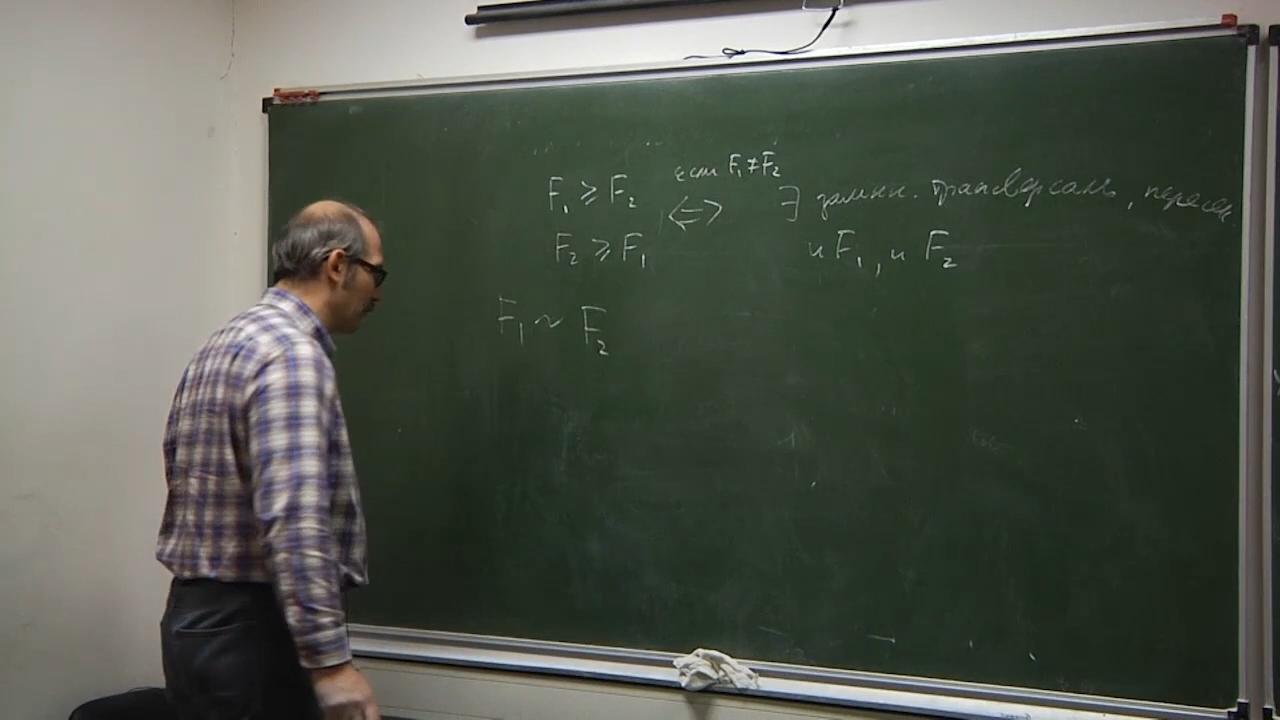 если F₁ ≠ F₂
F₁ ≥ F₂ ⇔ ∃ замкн. трансверсаль, пересек.
F₂ ≥ F₁ и F₁, и F₂
F₁ ~ F₂